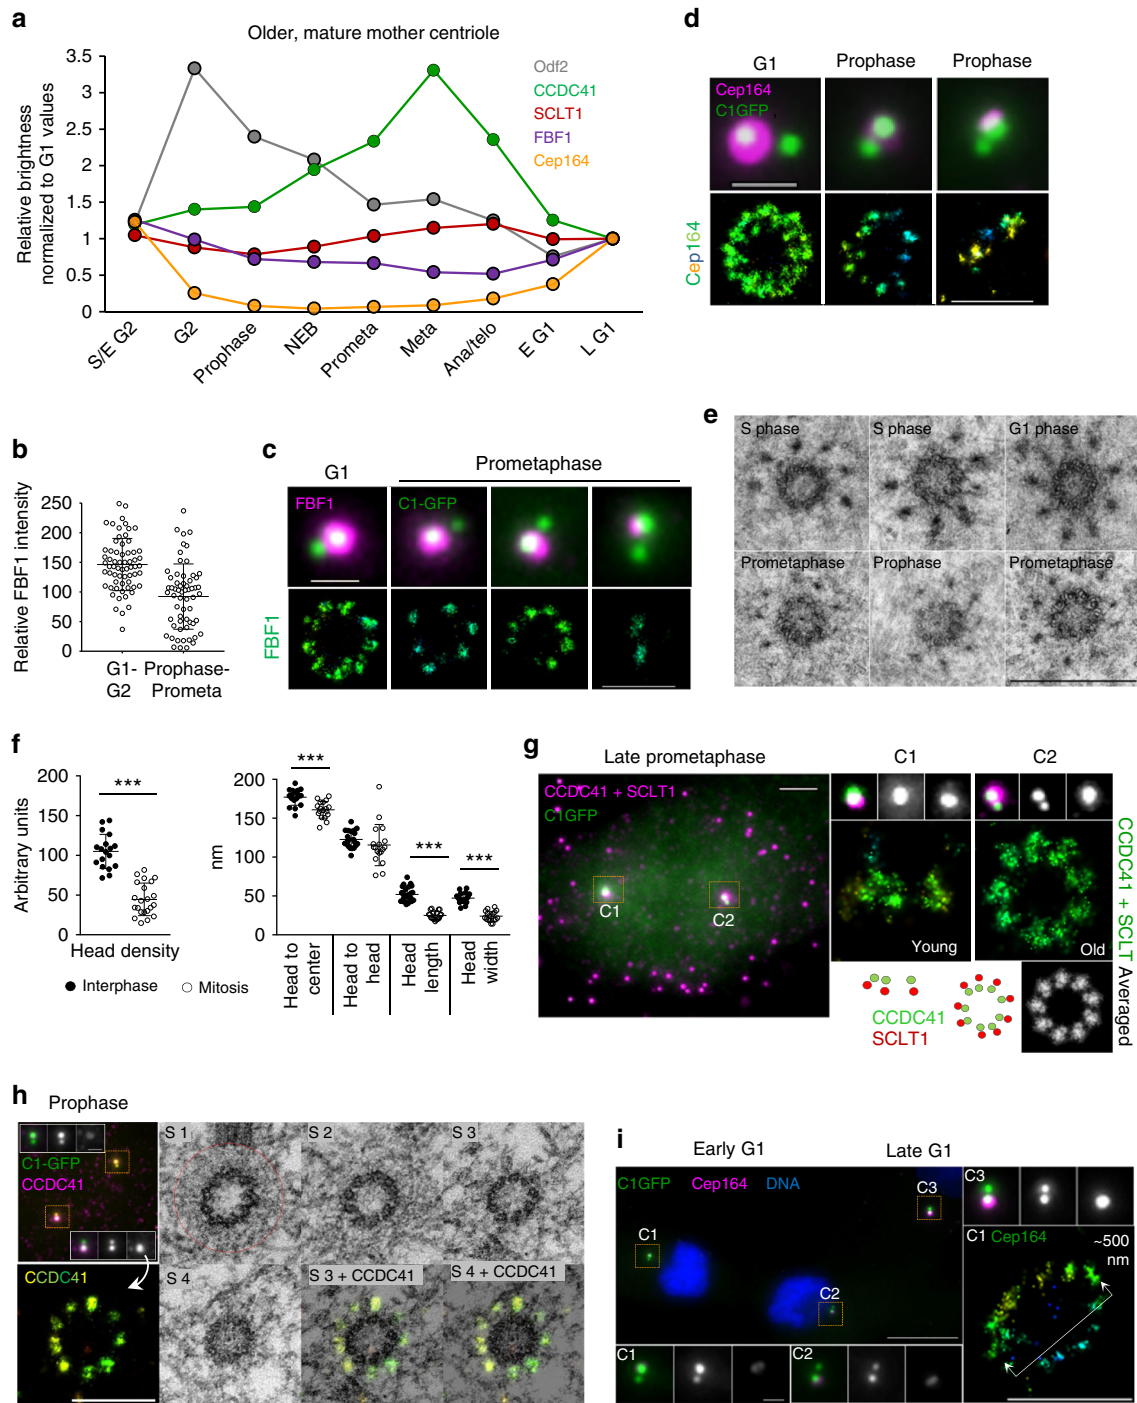 a
Older, mature mother centriole
Relative brightness
normalized to G1 values
3.5
3
2.5
2
1.5
1
0.5
0
Odf2
CCDC41
SCLT1
FBF1
Cep164
S/E G2
G2
Prophase
NEB
Prometa
Meta
Ana/telo
E G1
L G1
b
Relative FBF1 intensity
250
200
150
100
50
0
G1-
G2
Prophase-
Prometa
c
G1
Prometaphase
FBF1
C1-GFP
FBF1
d
G1
Prophase
Prophase
Cep164
C1GFP
Cep164
e
S phase
S phase
G1 phase
Prometaphase
Prophase
Prometaphase
f
Arbitrary units
200
150
100
50
0
***
Head density
nm
200
150
100
50
0
***
***
***
Head to
center
Head to
head
Head
length
Head
width
Interphase
Mitosis
g
Late prometaphase
C1
C2
CCDC41 + SCLT1
C1GFP
C1
C2
Young
Old
CCDC41 + SCLT
Averaged
CCDC41
SCLT1
h
Prophase
C1-GFP
CCDC41
CCDC41
S 1
S 2
S 3
S 4
S 3 + CCDC41
S 4 + CCDC41
i
Early G1
Late G1
C1GFP
Cep164
DNA
C1
C2
C3
C1
C2
C3
C1 Cep164
~500
nm